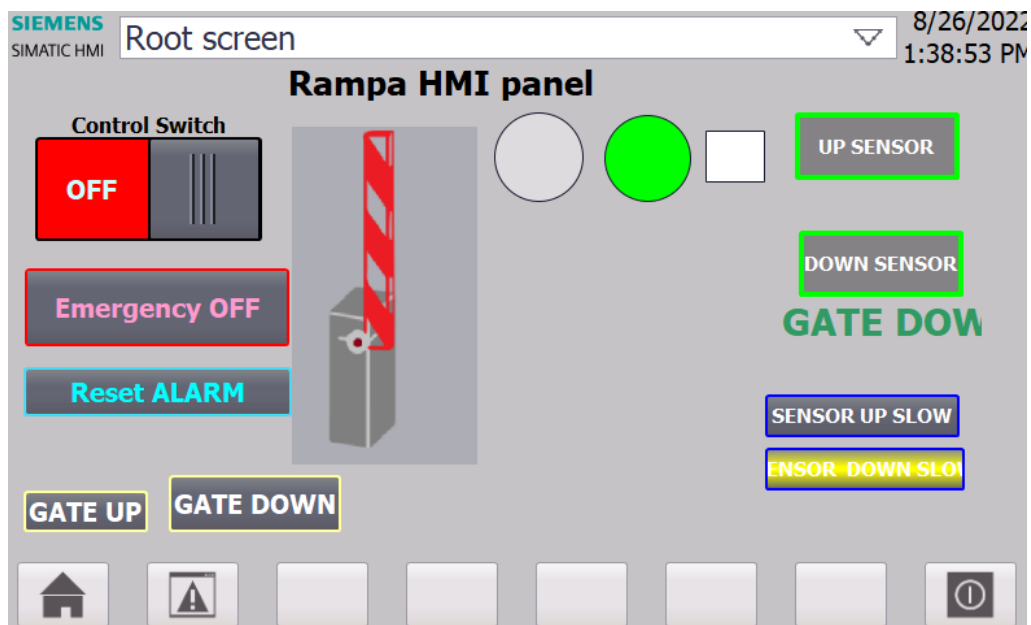 SIEMENS
SIMATIC HMI
Root screen
8/26/2022
1:38:53 PM
Rampa HMI panel
Control Switch
OFF
UP SENSOR
DOWN SENSOR
Emergency OFF
GATE DOW
Reset ALARM
SENSOR UP SLOW
ENSOR DOWN SLO
GATE UP
GATE DOWN